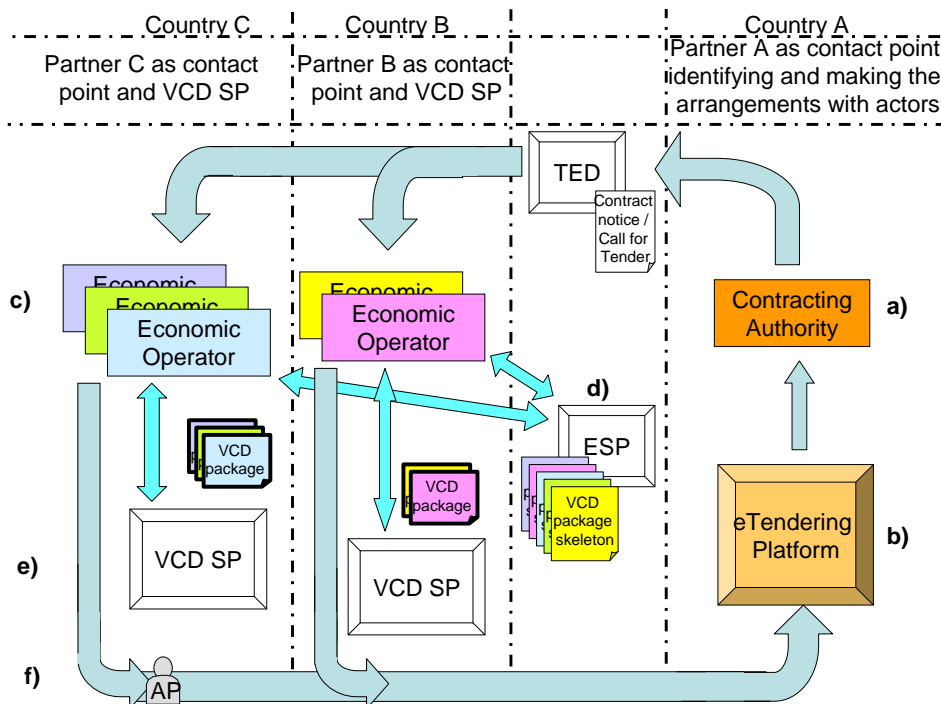 Country C
Country B
Country A
Partner C as contact
point and VCD SP
Partner B as contact
point and VCD SP
Partner A as contact point
identifying and making the
arrangements with actors
TED
Contract
notice /
Call for
Tender
c)
Economic
Economic
Economic
Operator
Economic
Economic
Operator
Contracting
Authority
a)
d)
ESP
VCD
package
VCD
package
VCD
package
skeleton
eTendering
Platform
b)
VCD SP
VCD SP
e)
f)
AP